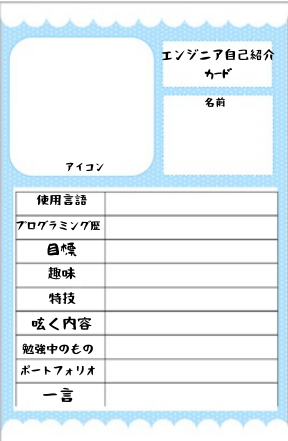 エンジニア自己紹介
カード
名前
アイコン
使用言語
プログラミング歴
目標
趣味
特技
呟く内容
勉強中のもの
ポートフォリオ
一言